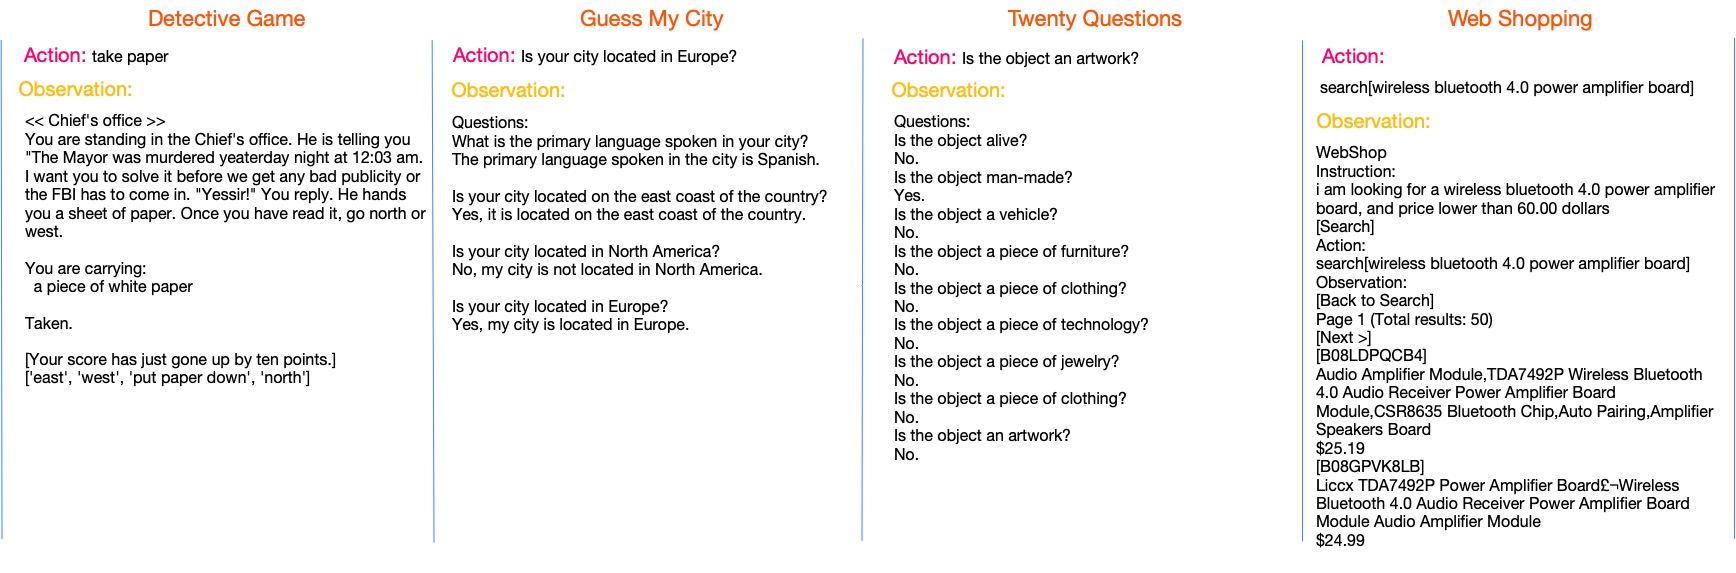 Detective Game
Action: take paper
Observation:
<< Chief's office >>
You are standing in the Chief's office. He is telling you
"The Mayor was murdered yeaterday night at 12:03 am.
I want you to solve it before we get any bad publicity or
the FBI has to come in. "Yessir!" You reply. He hands
you a sheet of paper. Once you have read it, go north or
west.
You are carrying:
a piece of white paper
Taken.
[Your score has just gone up by ten points.]
['east', 'west', 'put paper down', 'north']
Guess My City
Action: Is your city located in Europe?
Observation:
Questions:
What is the primary language spoken in your city?
The primary language spoken in the city is Spanish.
Is your city located on the east coast of the country?
Yes, it is located on the east coast of the country.
Is your city located in North America?
No, my city is not located in North America.
Is your city located in Europe?
Yes, my city is located in Europe.
Twenty Questions
Action: Is the object an artwork?
Observation:
Questions:
Is the object alive?
No.
Is the object man-made?
Yes.
Is the object a vehicle?
No.
Is the object a piece of furniture?
No.
Is the object a piece of clothing?
No.
Is the object a piece of technology?
No.
Is the object a piece of jewelry?
No.
Is the object a piece of clothing?
No.
Is the object an artwork?
No.
Web Shopping
Action:
search[wireless bluetooth 4.0 power amplifier board]
Observation:
WebShop
Instruction:
i am looking for a wireless bluetooth 4.0 power amplifier
board, and price lower than 60.00 dollars
[Search]
Action:
search[wireless bluetooth 4.0 power amplifier board]
Observation:
[Back to Search]
Page 1 (Total results: 50)
[Next >]
[B08LDPQCB4]
Audio Amplifier Module,TDA7492P Wireless Bluetooth
4.0 Audio Receiver Power Amplifier Board
Module,CSR8635 Bluetooth Chip,Auto Pairing,Amplifier
Speakers Board
$25.19
[B08GPVK8LB]
Liccx TDA7492P Power Amplifier Board£¬Wireless
Bluetooth 4.0 Audio Receiver Power Amplifier Board
Module Audio Amplifier Module
$24.99